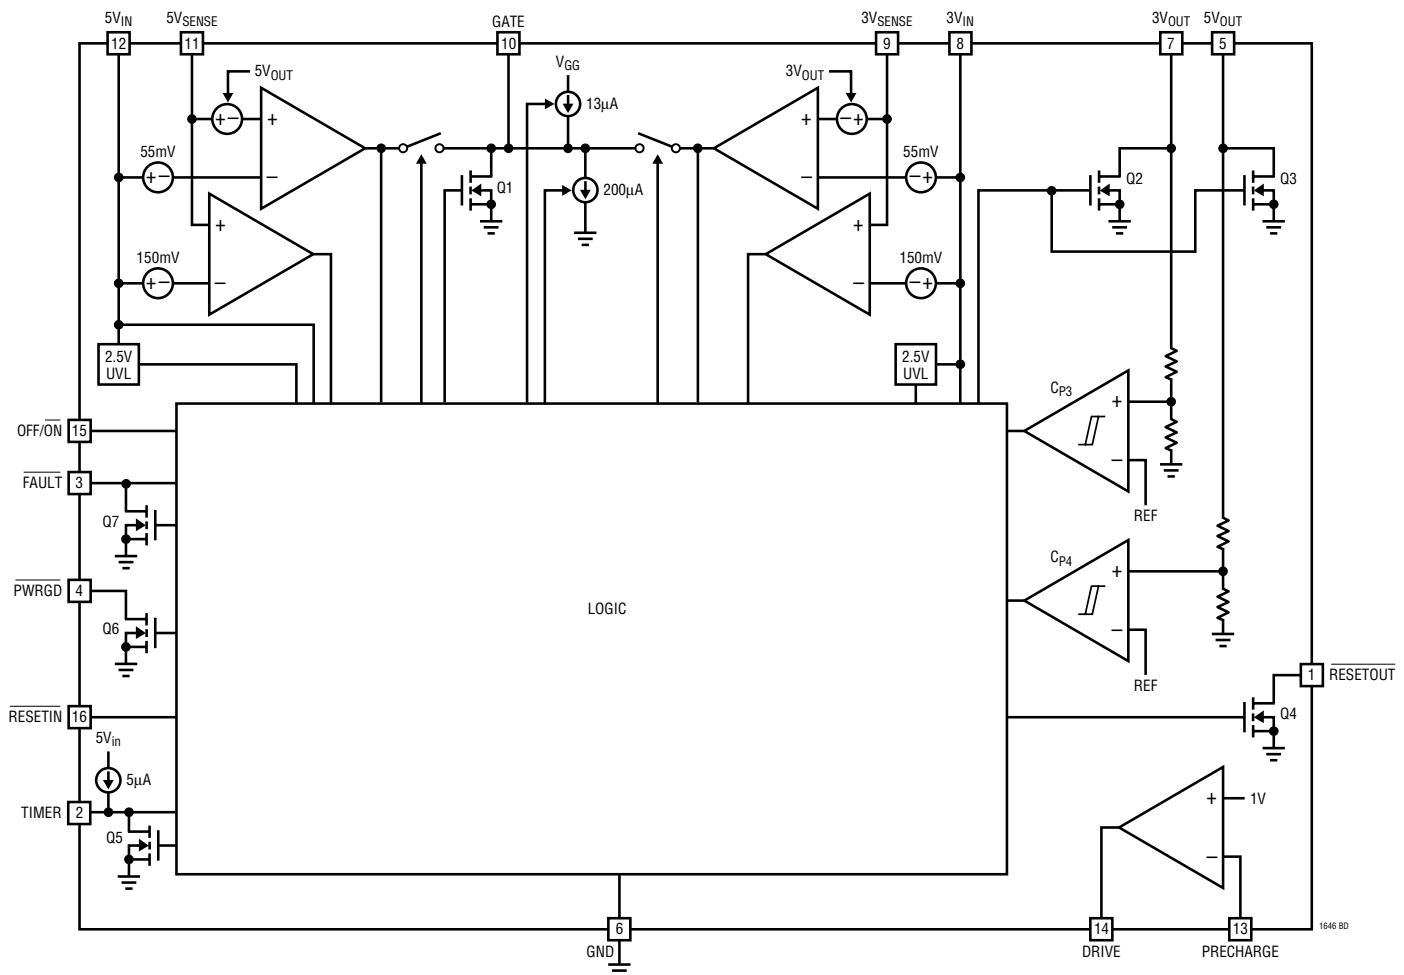 5VIN 5VSENSE GATE 3VSENSE 3VIN 3VOUT 5VOUT
12 11 10 9 8 7 5
5VOUT VGG 3VOUT
+− + 13µA + −+
55mV 55mV
+− − Q1 200µA − −+ Q2 Q3
+ +
150mV 150mV
+− − − −+
2.5V
UVL
2.5V
UVL
CP3
+
−
REF
OFF/ON 15
FAULT 3
Q7
PWRGD 4
Q6
LOGIC
CP4
+
−
REF
1 RESETOUT
Q4
RESETIN 16
5Vin
5µA
TIMER 2
Q5
+ 1V
−
6
GND
14
DRIVE
13
PRECHARGE
1646 BD